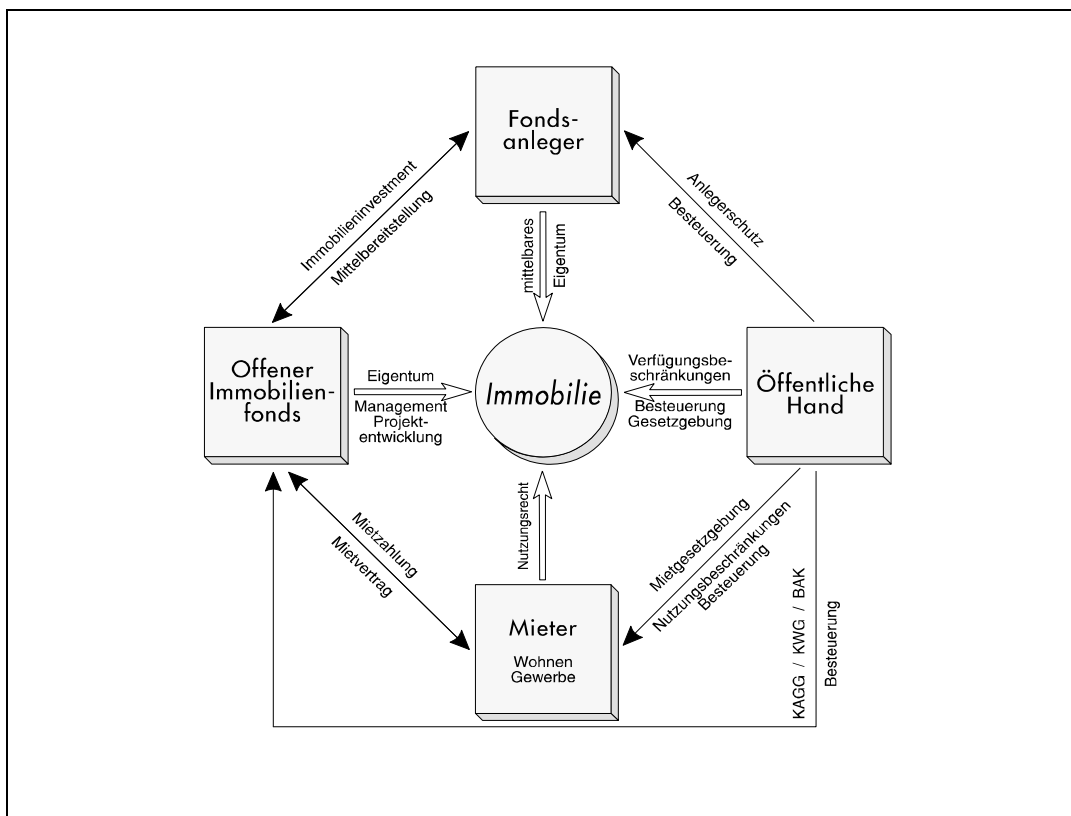 Fonds-
anleger
Immobilieninvestment
Mittelbereitstellung
Anlegerschutz
Besteuerung
mittelbares
Eigentum
Offener
Immobilien-
fonds
Eigentum
Management
Projekt-
entwicklung
Immobilie
Verfügungsbe-
schränkungen
Besteuerung
Gesetzgebung
Öffentliche
Hand
Mietzahlung
Mietvertrag
Nutzungsrecht
Mietgesetzgebung
Nutzungsbeschränkungen
Besteuerung
Mieter
Wohnen
Gewerbe
KAGG / KWG / BAK
Besteuerung